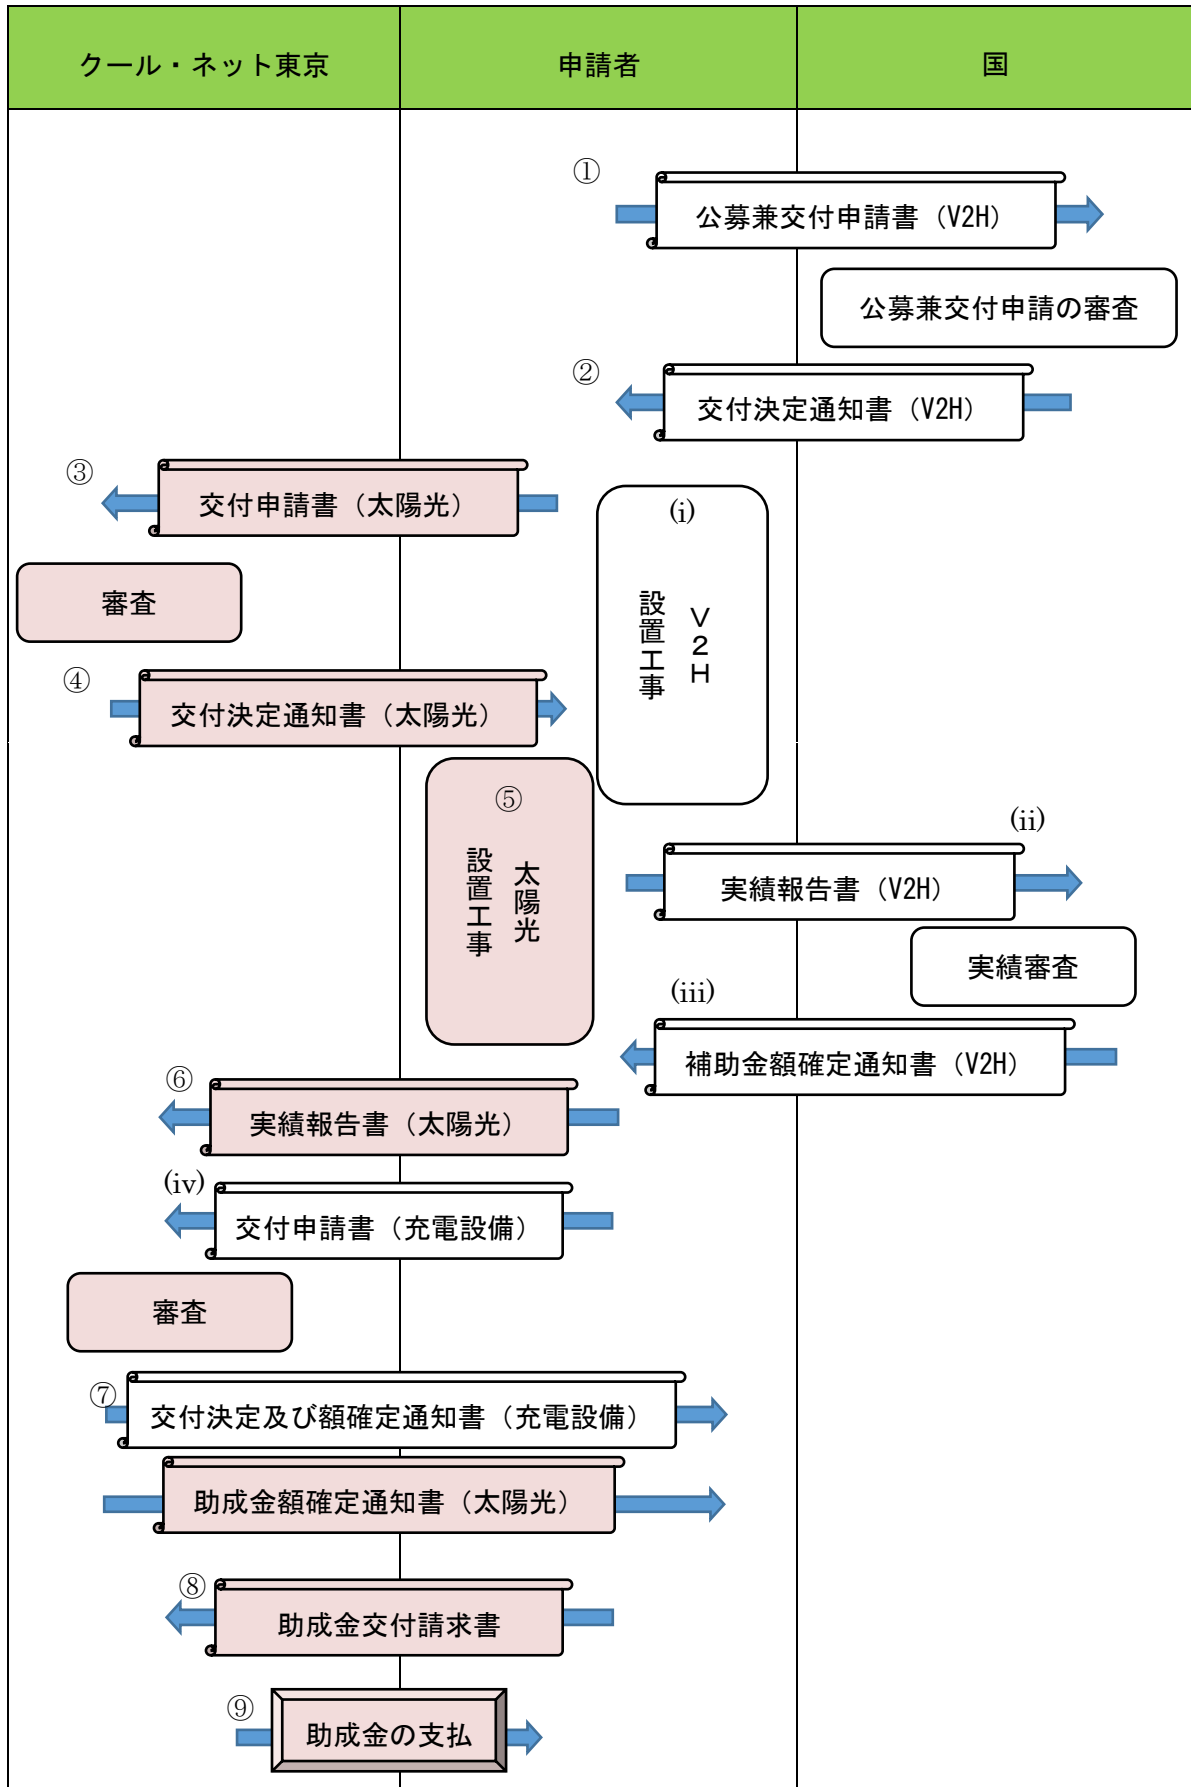 クール・ネット東京
申請者
国
①
公募兼交付申請書（V2H）
公募兼交付申請の審査
②
交付決定通知書（V2H）
③
交付申請書（太陽光）
(i)
V2H
設置工事
審査
④
交付決定通知書（太陽光）
⑤
太陽光
設置工事
(ii)
実績報告書（V2H）
実績審査
(iii)
補助金額確定通知書（V2H）
⑥
実績報告書（太陽光）
(iv)
交付申請書（充電設備）
審査
⑦
交付決定及び額確定通知書（充電設備）
助成金額確定通知書（太陽光）
⑧
助成金交付請求書
⑨
助成金の支払